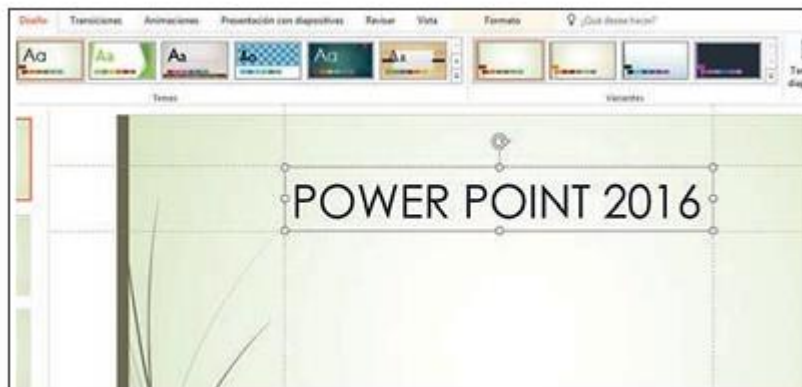 Diseño Transiciones Animaciones Presentación con diapositivas Revisar Vista Formato ¿Qué desea hacer?
Aa Aa Aa Aa Aa Aa
Temas Variantes
POWER POINT 2016